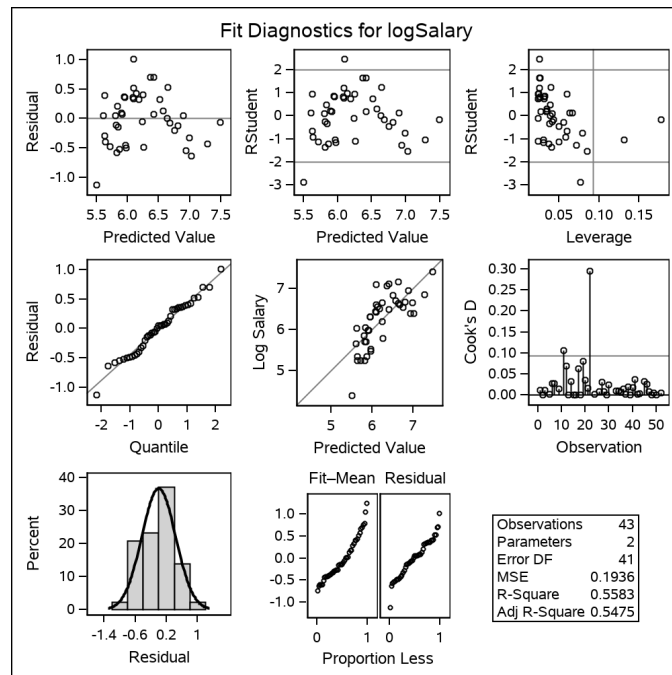 Fit Diagnostics for logSalary
Residual
1.0
0.5
0.0
-0.5
-1.0
5.5 6.0 6.5 7.0 7.5
Predicted Value
RStudent
2
1
0
-1
-2
-3
5.5 6.0 6.5 7.0 7.5
Predicted Value
RStudent
2
1
0
-1
-2
-3
0.05 0.10 0.15
Leverage
Residual
1.0
0.5
0.0
-0.5
-1.0
-2 -1 0 1 2
Quantile
Log Salary
7
6
5
5 6 7
Predicted Value
Cook's D
0.30
0.25
0.20
0.15
0.10
0.05
0.00
0 10 20 30 40 50
Observation
Percent
40
30
20
10
0
-1.4 -0.6 0.2 1
Residual
Fit–Mean Residual
1.0
0.5
0.0
-0.5
-1.0
0 1 0 1
Proportion Less
Observations 43
Parameters 2
Error DF 41
MSE 0.1936
R-Square 0.5583
Adj R-Square 0.5475